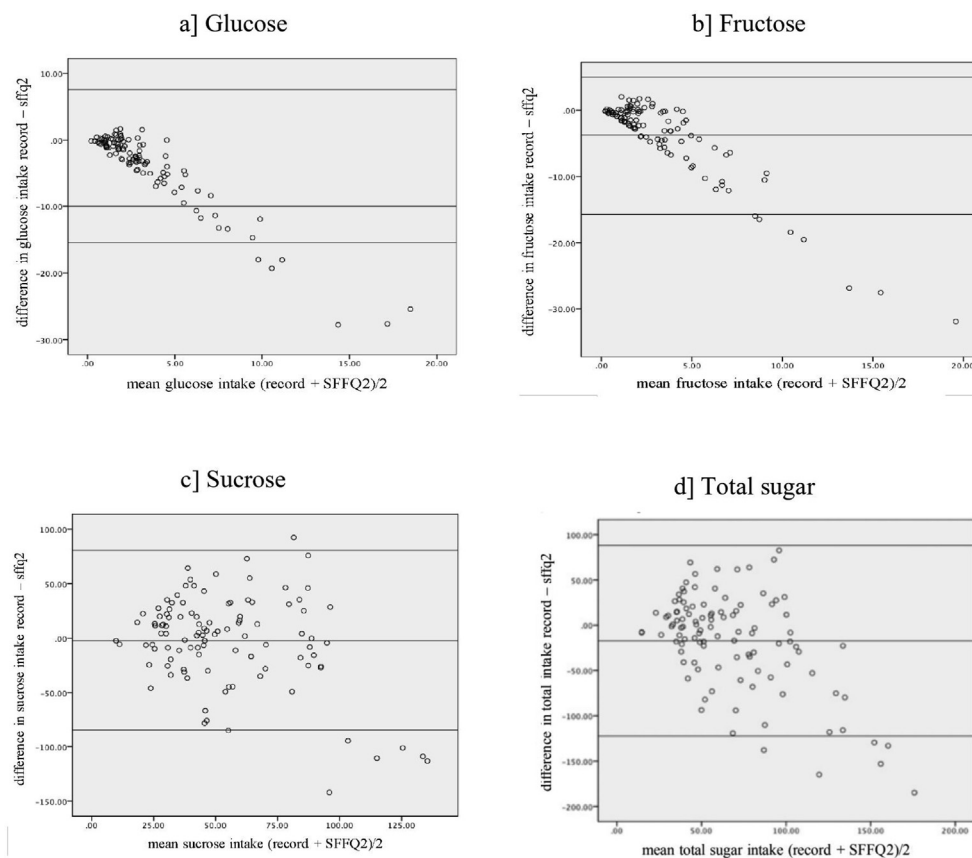 a] Glucose
difference in glucose intake record – sffq2
10.00
.00
-10.00
-20.00
-30.00
.00 5.00 10.00 15.00 20.00
mean glucose intake (record + SFFQ2)/2
b] Fructose
difference in fructose intake record – sffq2
.00
-10.00
-20.00
-30.00
.00 5.00 10.00 15.00 20.00
mean fructose intake (record + SFFQ2)/2
c] Sucrose
difference in sucrose intake record – sffq2
100.00
50.00
.00
-50.00
-100.00
-150.00
.00 25.00 50.00 75.00 100.00 125.00
mean sucrose intake (record + SFFQ2)/2
d] Total sugar
difference in total intake record – sffq2
100.00
50.00
.00
-50.00
-100.00
-150.00
-200.00
.00 50.00 100.00 150.00 200.00
mean total sugar intake (record + SFFQ2)/2